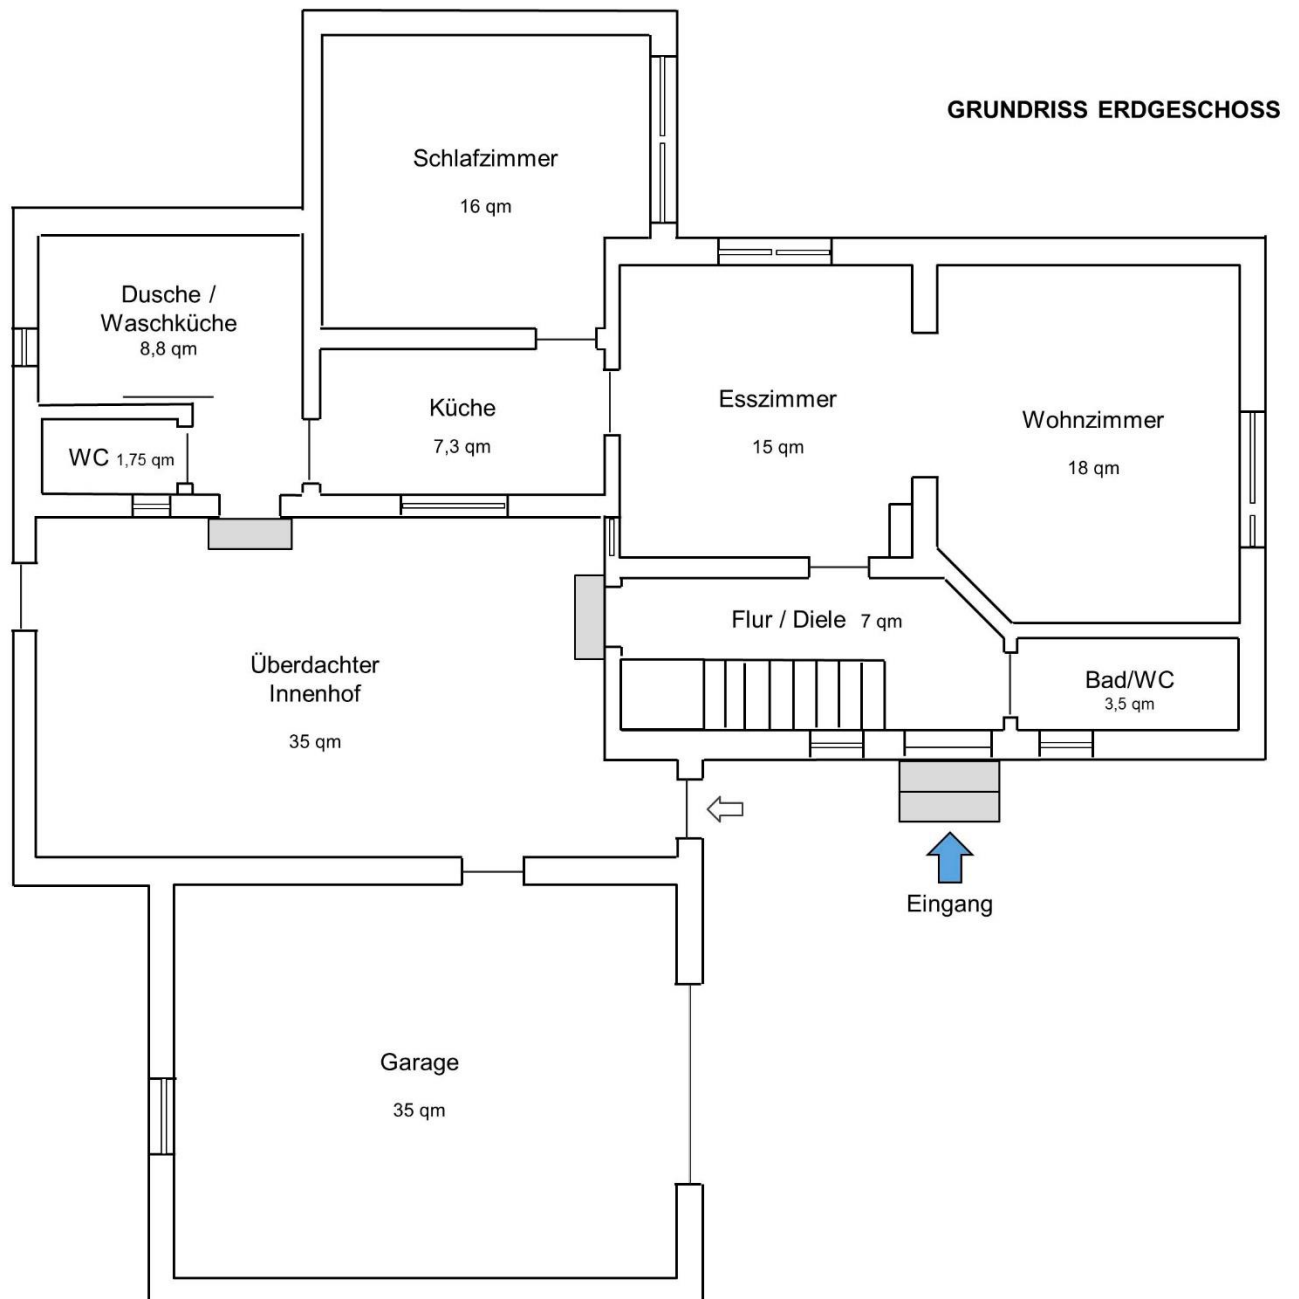 GRUNDRISS ERDGESCHOSS
Schlafzimmer
16 qm
Dusche /
Waschküche
8,8 qm
Küche
7,3 qm
Esszimmer
15 qm
Wohnzimmer
18 qm
WC 1,75 qm
Flur / Diele 7 qm
Überdachter
Innenhof
35 qm
Bad/WC
3,5 qm
Eingang
Garage
35 qm